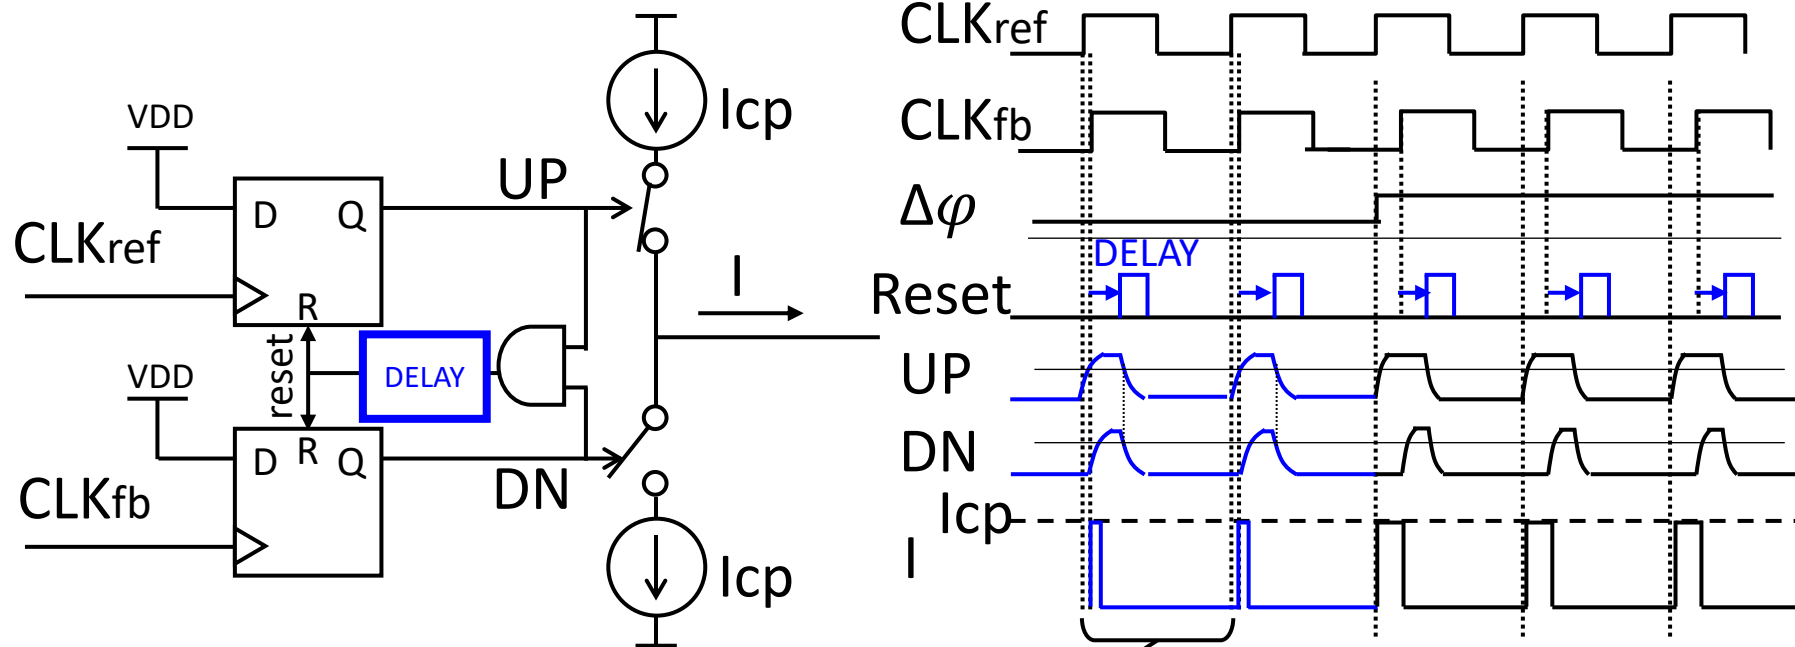 Icp
VDD
UP
D Q
CLKref
R
I
reset
DELAY
VDD
D R Q
DN
CLKfb
Icp
CLKref
CLKfb
Δφ
DELAY
Reset
UP
DN
Icp
I